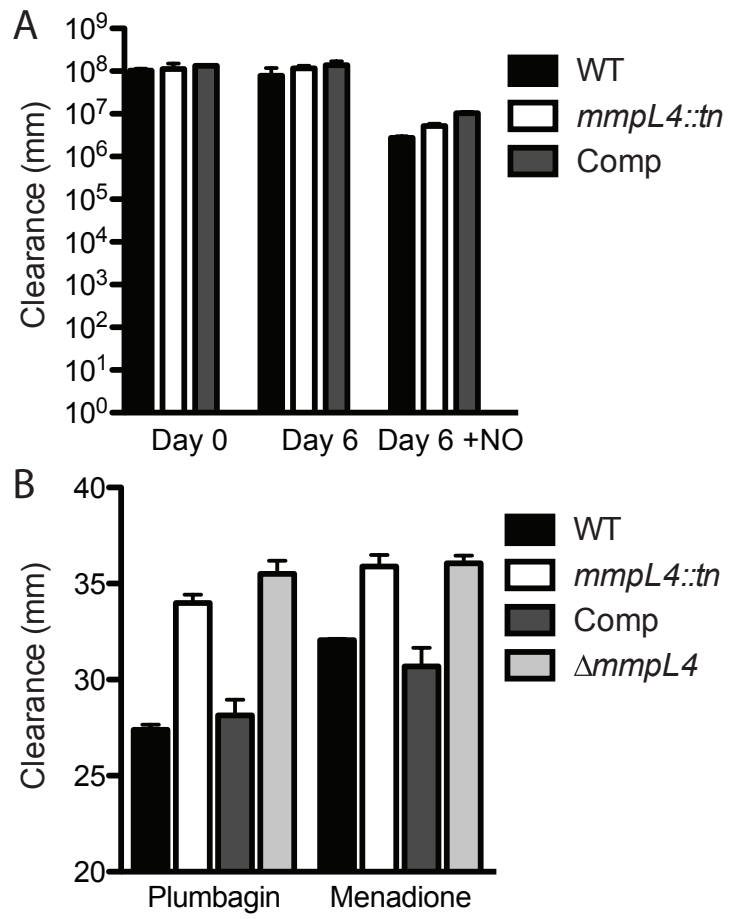 A
Clearance (mm)
10⁹
10⁸
10⁷
10⁶
10⁵
10⁴
10³
10²
10¹
10⁰
Day 0 Day 6 Day 6 +NO
WT
mmpL4::tn
Comp
B
Clearance (mm)
40
35
30
25
20
Plumbagin Menadione
WT
mmpL4::tn
Comp
ΔmmpL4